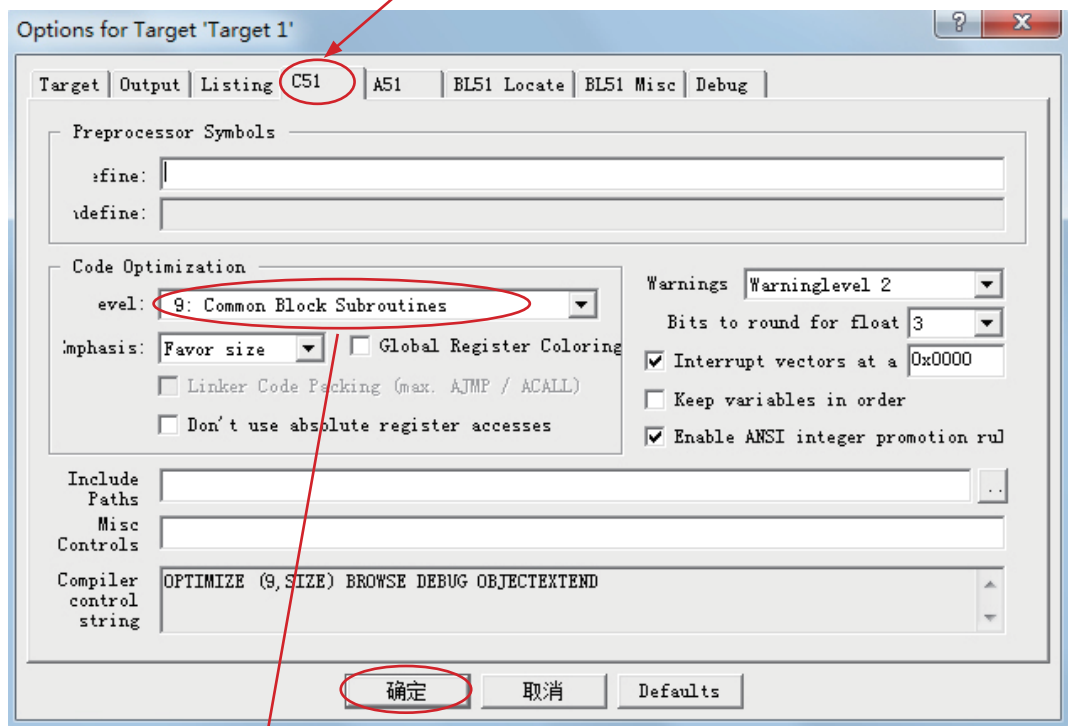 Options for Target 'Target 1'
Target Output Listing C51 A51 BL51 Locate BL51 Misc Debug
Preprocessor Symbols
efine:
define:
Code Optimization
evel: 9: Common Block Subroutines
mphasis: Favor size Global Register Coloring
Linker Code Packing (max. AJMP / ACALL)
Don't use absolute register accesses
Warnings Warninglevel 2
Bits to round for float 3
Interrupt vectors at a 0x0000
Keep variables in order
Enable ANSI integer promotion rul
Include
Paths
..
Misc
Controls
Compiler
control
string
OPTIMIZE (9,SIZE) BROWSE DEBUG OBJECTEXTEND
确定 取消 Defaults